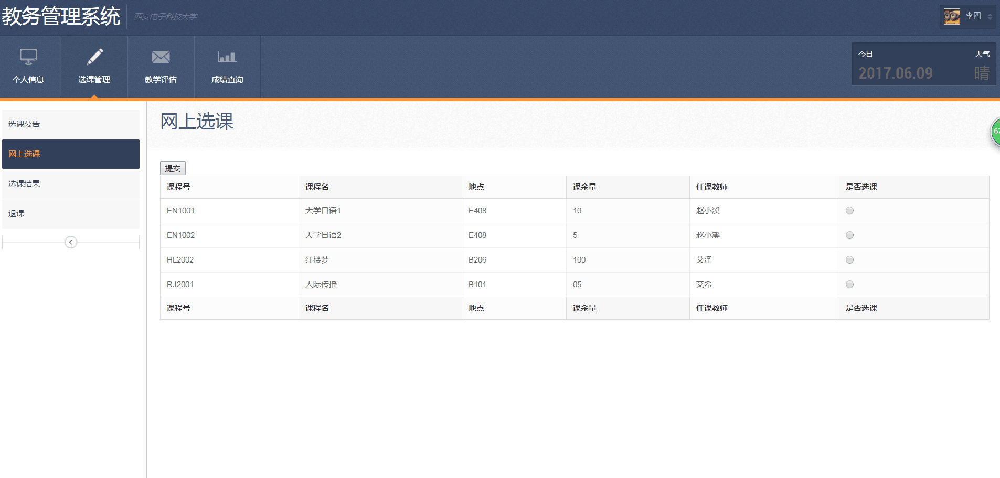 教务管理系统
西安电子科技大学
李四
个人信息
选课管理
教学评估
成绩查询
今日 天气
2017.06.09 晴
选课公告
网上选课
选课结果
退课
网上选课
提交
课程号 课程名 地点 课余量 任课教师 是否选课
EN1001 大学日语1 E408 10 赵小溪
EN1002 大学日语2 E408 5 赵小溪
HL2002 红楼梦 B206 100 艾泽
RJ2001 人际传播 B101 05 艾希
课程号 课程名 地点 课余量 任课教师 是否选课